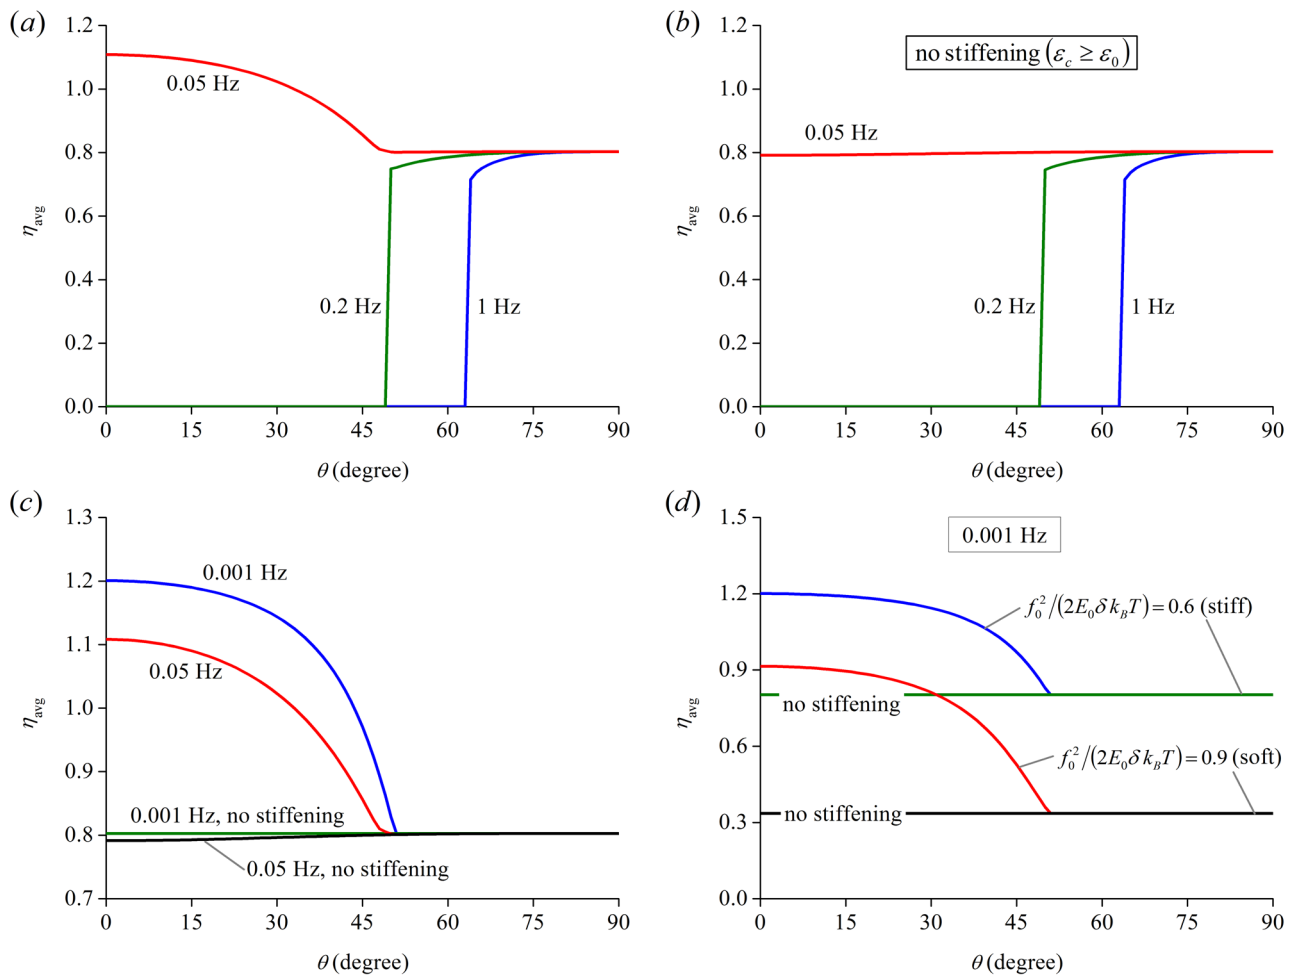 (a)
1.2
1.0
0.8
0.6
0.4
0.2
0.0
η_avg
0.05 Hz
0.2 Hz
1 Hz
0 15 30 45 60 75 90
θ (degree)
(b)
1.2
1.0
0.8
0.6
0.4
0.2
0.0
η_avg
no stiffening (ε_c ≥ ε_0)
0.05 Hz
0.2 Hz
1 Hz
0 15 30 45 60 75 90
θ (degree)
(c)
1.3
1.2
1.1
1.0
0.9
0.8
0.7
η_avg
0.001 Hz
0.05 Hz
0.001 Hz, no stiffening
0.05 Hz, no stiffening
0 15 30 45 60 75 90
θ (degree)
(d)
1.5
1.2
0.9
0.6
0.3
0.0
η_avg
0.001 Hz
f_0^2/(2E_0δk_BT)=0.6 (stiff)
no stiffening
f_0^2/(2E_0δk_BT)=0.9 (soft)
no stiffening
0 15 30 45 60 75 90
θ (degree)